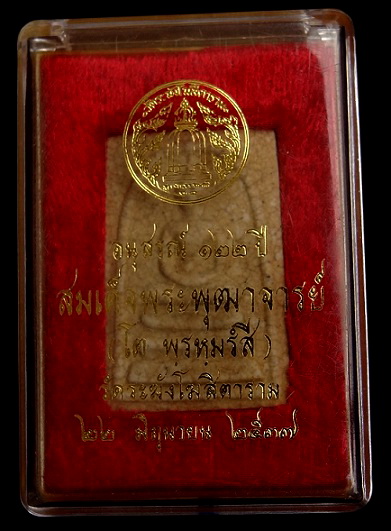 อนุสรณ์ ๑๒๒ ปี
สมเด็จพระพุฒาจารย์
(โต พรหมรํสี)
วัดระฆังโฆสิตาราม
๒๒ มิถุนายน ๒๕๓๗